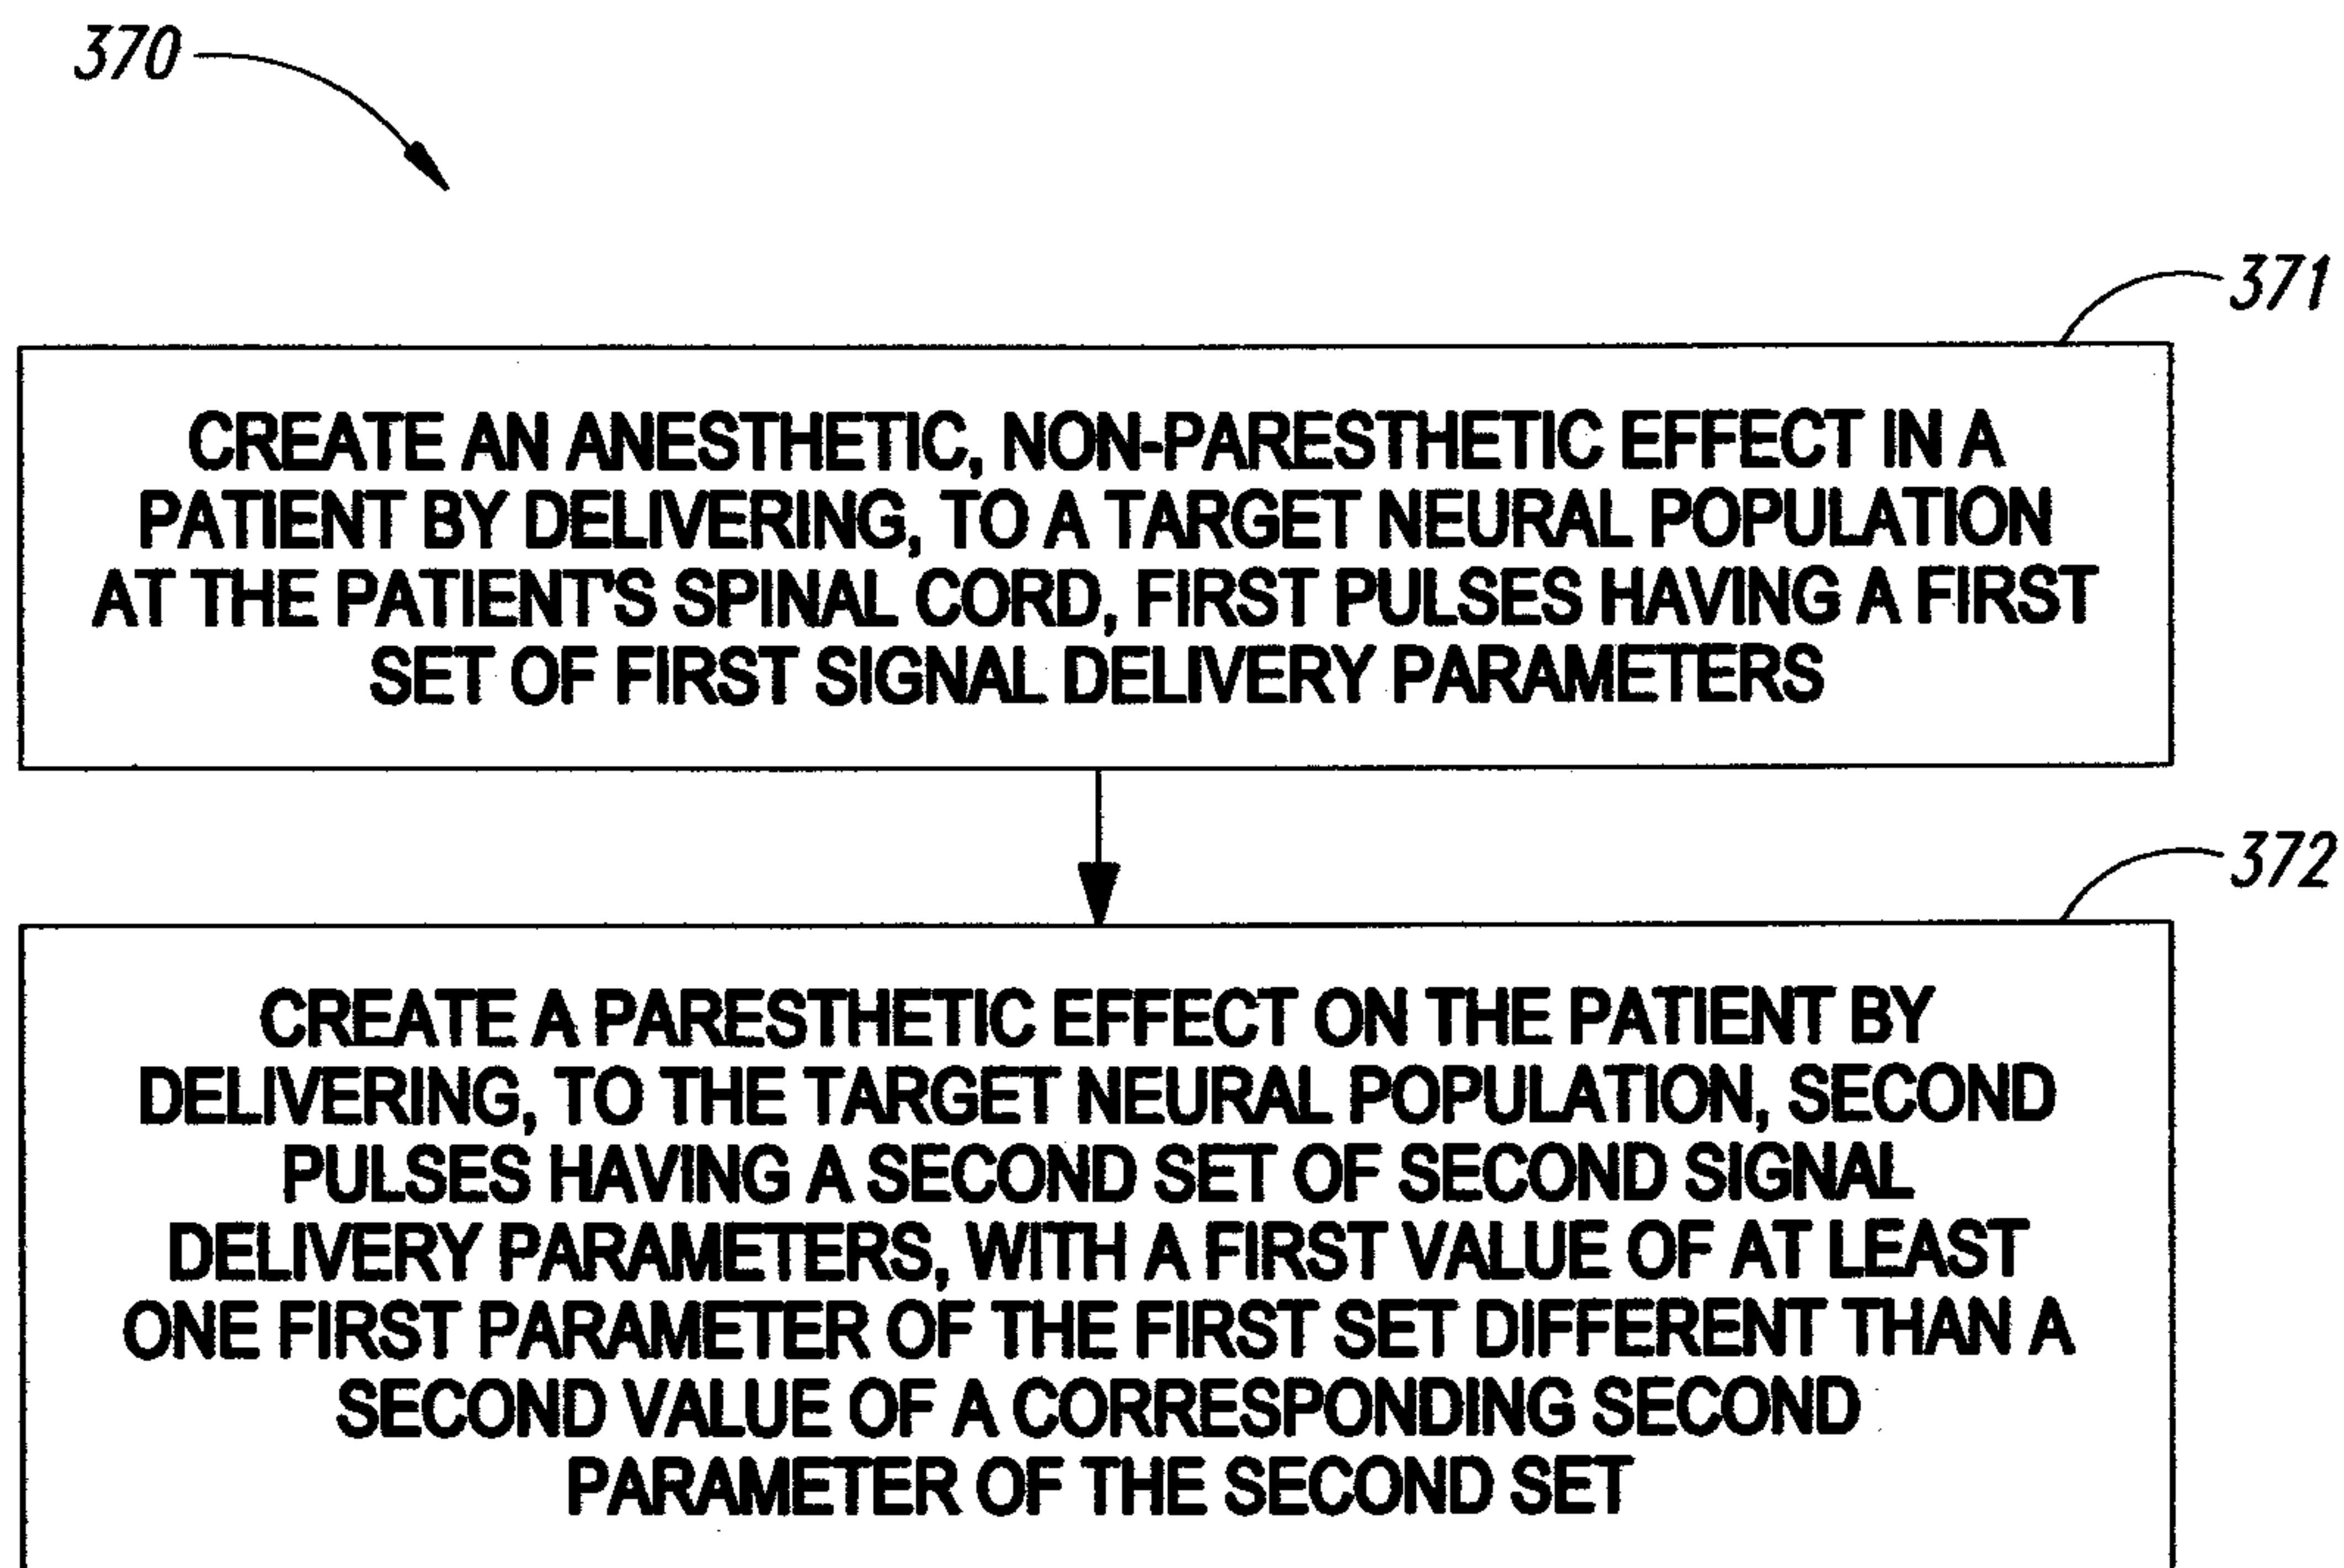 370
371
CREATE AN ANESTHETIC, NON-PARESTHETIC EFFECT IN A
PATIENT BY DELIVERING, TO A TARGET NEURAL POPULATION
AT THE PATIENT'S SPINAL CORD, FIRST PULSES HAVING A FIRST
SET OF FIRST SIGNAL DELIVERY PARAMETERS
372
CREATE A PARESTHETIC EFFECT ON THE PATIENT BY
DELIVERING, TO THE TARGET NEURAL POPULATION, SECOND
PULSES HAVING A SECOND SET OF SECOND SIGNAL
DELIVERY PARAMETERS, WITH A FIRST VALUE OF AT LEAST
ONE FIRST PARAMETER OF THE FIRST SET DIFFERENT THAN A
SECOND VALUE OF A CORRESPONDING SECOND
PARAMETER OF THE SECOND SET